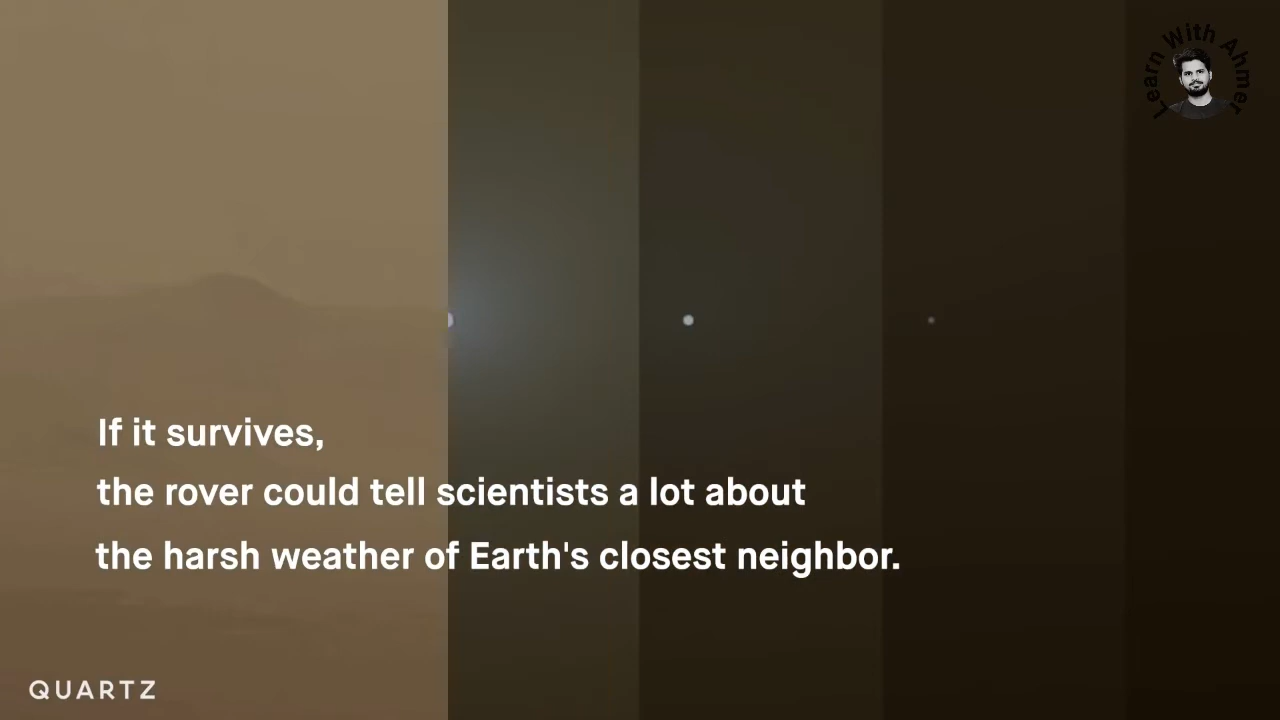 Learn With Ahmer
If it survives,
the rover could tell scientists a lot about
the harsh weather of Earth's closest neighbor.
QUARTZ